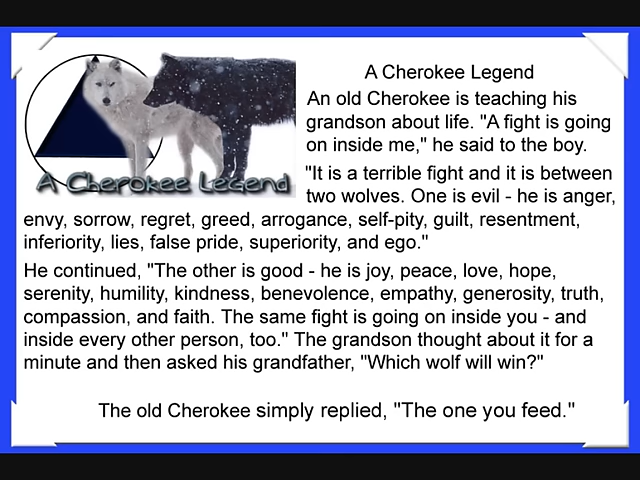 A Cherokee Legend
An old Cherokee is teaching his
grandson about life. "A fight is going
on inside me," he said to the boy.
"It is a terrible fight and it is between
A Cherokee Legend
two wolves. One is evil - he is anger,
envy, sorrow, regret, greed, arrogance, self-pity, guilt, resentment,
inferiority, lies, false pride, superiority, and ego."
He continued, "The other is good - he is joy, peace, love, hope,
serenity, humility, kindness, benevolence, empathy, generosity, truth,
compassion, and faith. The same fight is going on inside you - and
inside every other person, too." The grandson thought about it for a
minute and then asked his grandfather, "Which wolf will win?"
The old Cherokee simply replied, "The one you feed."